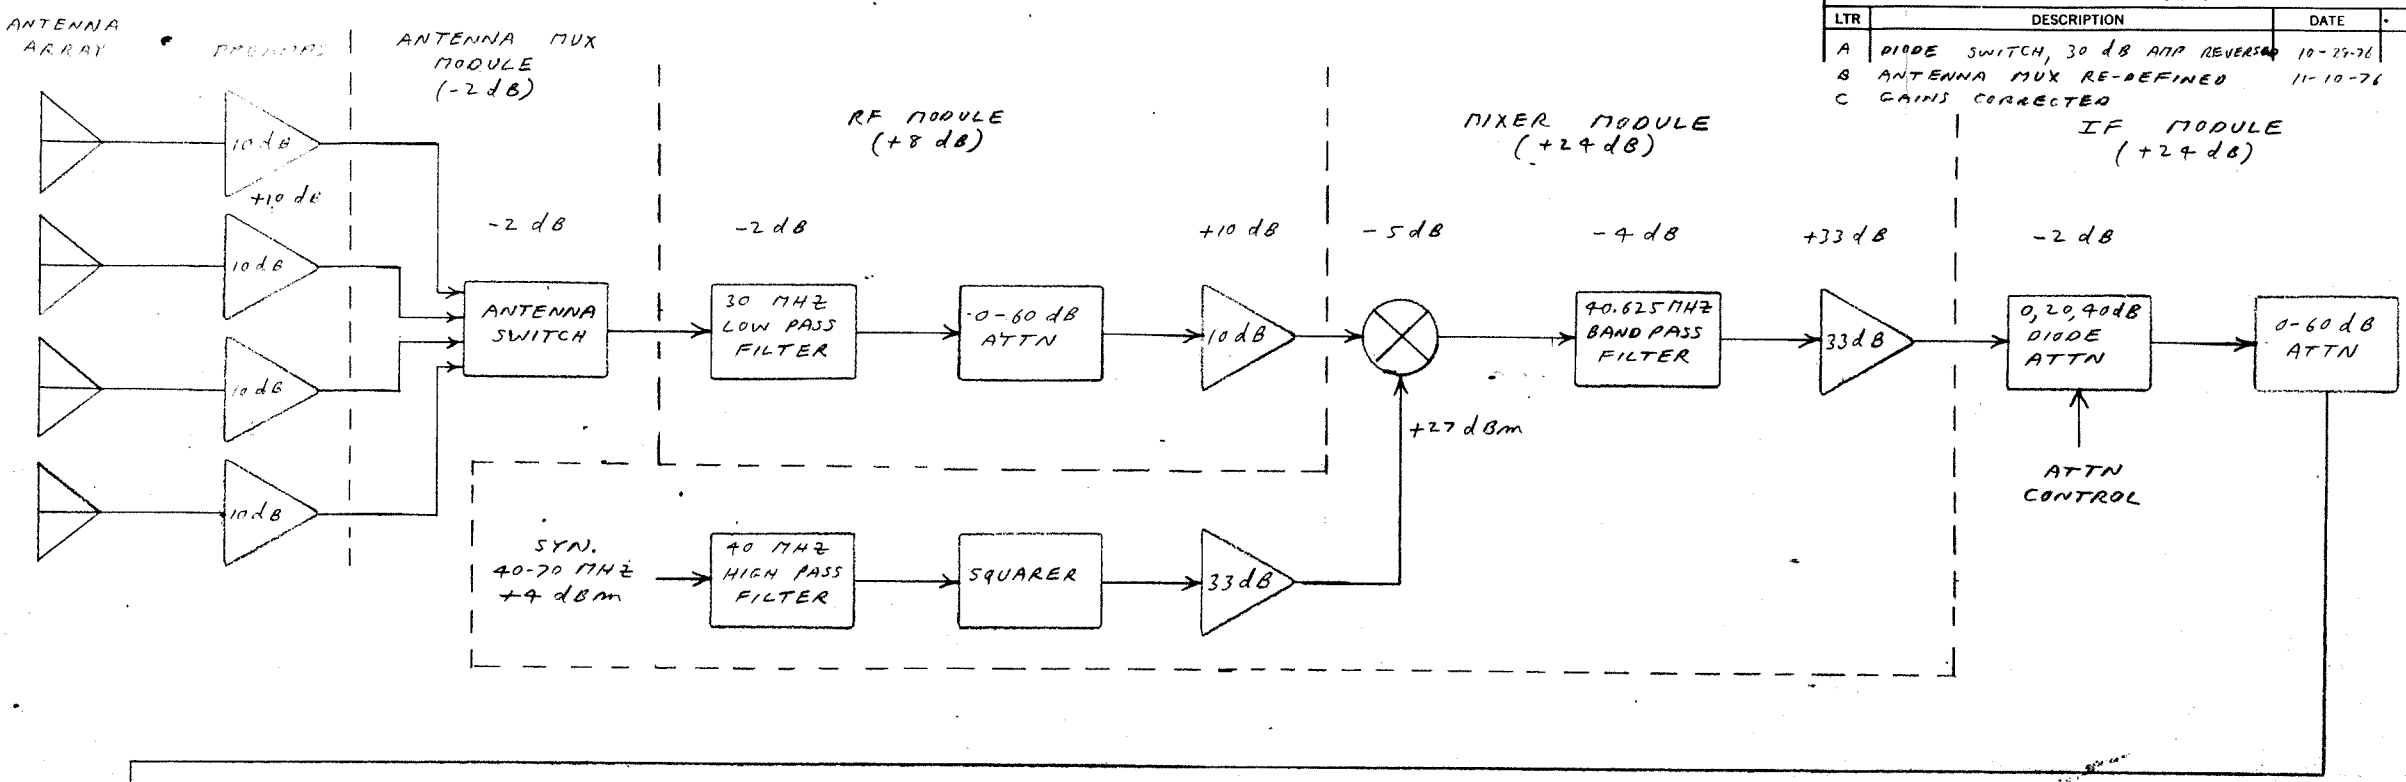 ANTENNA
ARRAY
PREAMPS
ANTENNA MUX
MODULE
(-2 dB)
RF MODULE
(+8 dB)
MIXER MODULE
(+24 dB)
IF MODULE
(+24 dB)
LTR DESCRIPTION DATE
A DIODE SWITCH, 30 dB AMP REVERSED 10-29-76
B ANTENNA MUX RE-DEFINED 11-10-76
C GAINS CORRECTED
10 dB
+10 dB
10 dB
10 dB
10 dB
-2 dB
-2 dB
+10 dB
-5 dB
-4 dB
+33 dB
-2 dB
ANTENNA
SWITCH
30 MHZ
LOW PASS
FILTER
0-60 dB
ATTN
10 dB
40.625 MHZ
BAND PASS
FILTER
33 dB
0, 20, 40 dB
DIODE
ATTN
0-60 dB
ATTN
+27 dBm
ATTN
CONTROL
SYN.
40-70 MHZ
+4 dBm
40 MHZ
HIGH PASS
FILTER
SQUARER
33 dB